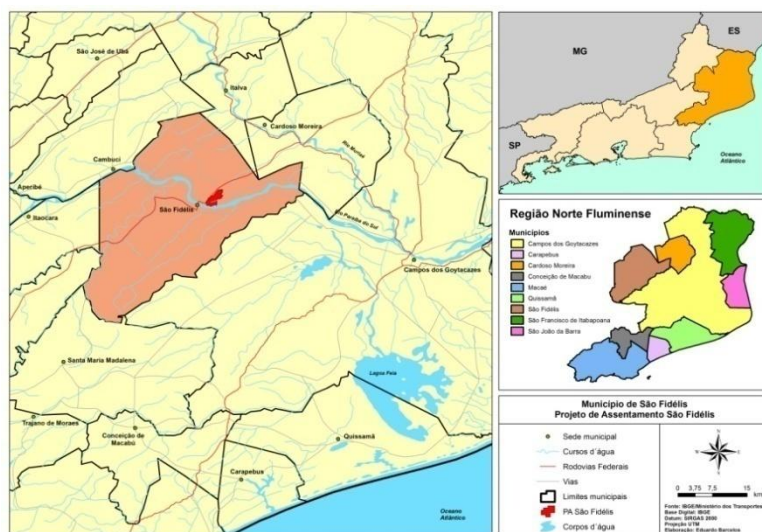 São José de Ubá
Italva
Cardoso Moreira
Rio Muriaé
Cambuci
Aperibé
Itaocara
São Fidélis
Rio Paraíba do Sul
Campos dos Goytacazes
Santa Maria Madalena
Lagoa Feia
Trajano de Moraes
Conceição de
Macabú
Quissamã
Carapebus
Oceano
Atlântico
MG
ES
SP
Oceano
Atlântico
Região Norte Fluminense
Municípios
Campos dos Goytacazes
Carapebus
Cardoso Moreira
Conceição de Macabu
Macaé
Quissamã
São Fidélis
São Francisco de Itabapoana
São João da Barra
Município de São Fidélis
Projeto de Assentamento São Fidélis
Sede municipal
Cursos d´água
Rodovias Federais
Vias
Limites municipais
PA São Fidélis
Corpos d´água
0 3,75 7,5 15
km
Fonte: IBGE/Ministério dos Transportes
Base Digital: IBGE
Datum: SIRGAS 2000
Projeção UTM
Elaboração: Eduardo Barcelos